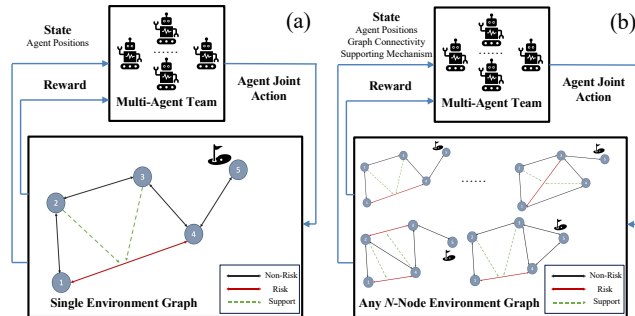 (a)
State
Agent Positions
......
Reward
Multi-Agent Team
Agent Joint
Action
1
2
3
4
5
Non-Risk
Risk
Support
Single Environment Graph
(b)
State
Agent Positions
Graph Connectivity
Supporting Mechanism
......
Reward
Multi-Agent Team
Agent Joint
Action
......
Non-Risk
Risk
Support
Any N-Node Environment Graph